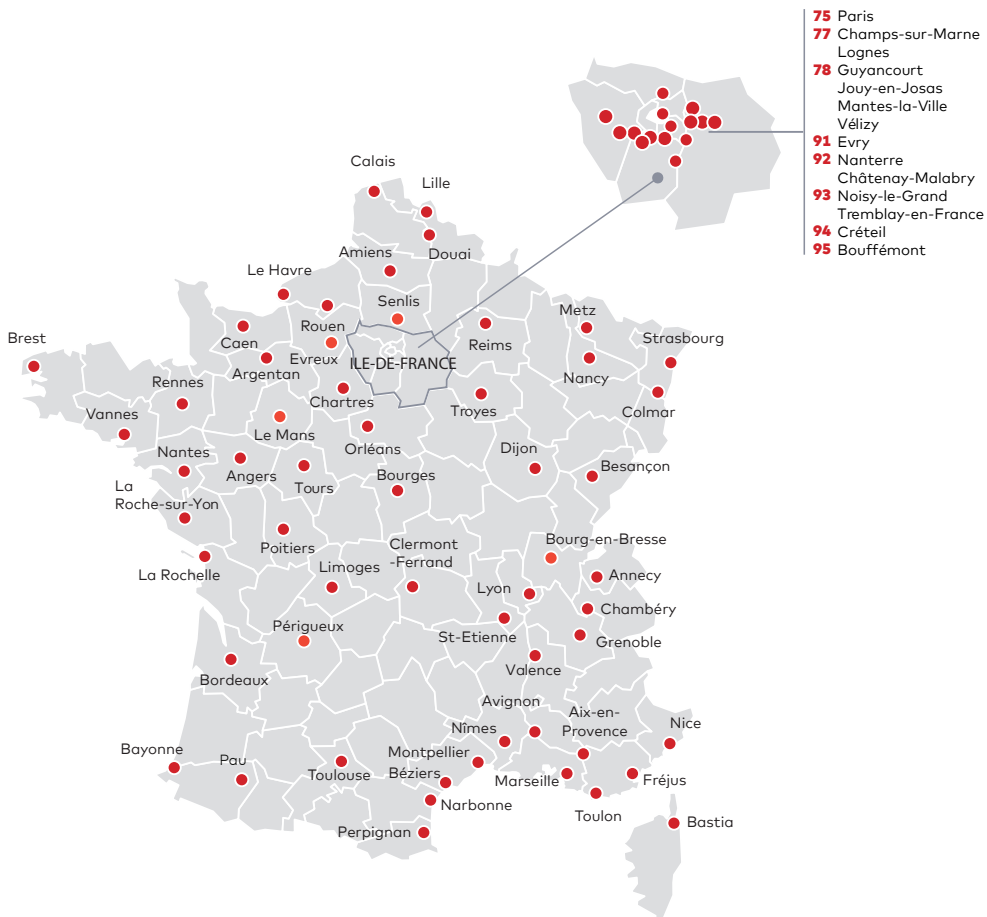 75 Paris
77 Champs-sur-Marne
Lognes
78 Guyancourt
Jouy-en-Josas
Mantes-la-Ville
Vélizy
91 Evry
92 Nanterre
Châtenay-Malabry
93 Noisy-le-Grand
Tremblay-en-France
94 Créteil
95 Bouffémont
Calais
Lille
Amiens
Douai
Le Havre
Senlis
Rouen
Metz
Brest
Caen
Evreux
ILE-DE-FRANCE
Reims
Strasbourg
Argentan
Nancy
Rennes
Chartres
Troyes
Colmar
Vannes
Le Mans
Orléans
Nantes
Dijon
Besançon
Angers
Tours
Bourges
La
Roche-sur-Yon
Poitiers
Clermont
-Ferrand
Bourg-en-Bresse
La Rochelle
Limoges
Lyon
Annecy
Chambéry
Périgueux
St-Etienne
Grenoble
Bordeaux
Valence
Avignon
Aix-en-
Provence
Nice
Nîmes
Bayonne
Pau
Montpellier
Toulouse
Béziers
Marseille
Fréjus
Narbonne
Toulon
Perpignan
Bastia